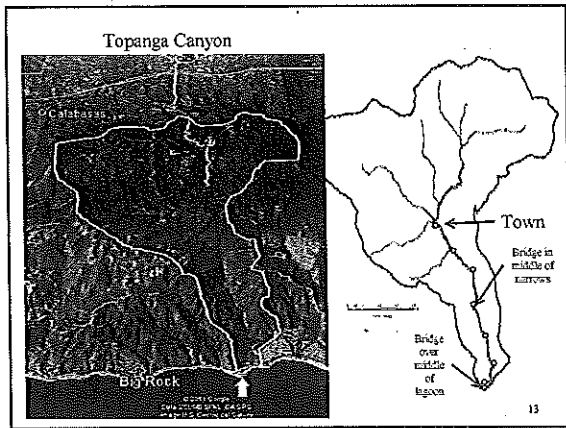 Topanga Canyon
Calabasas
Town
Bridge in
middle of
narrows
Bridge
over
middle
of
lagoon
Big Rock
13